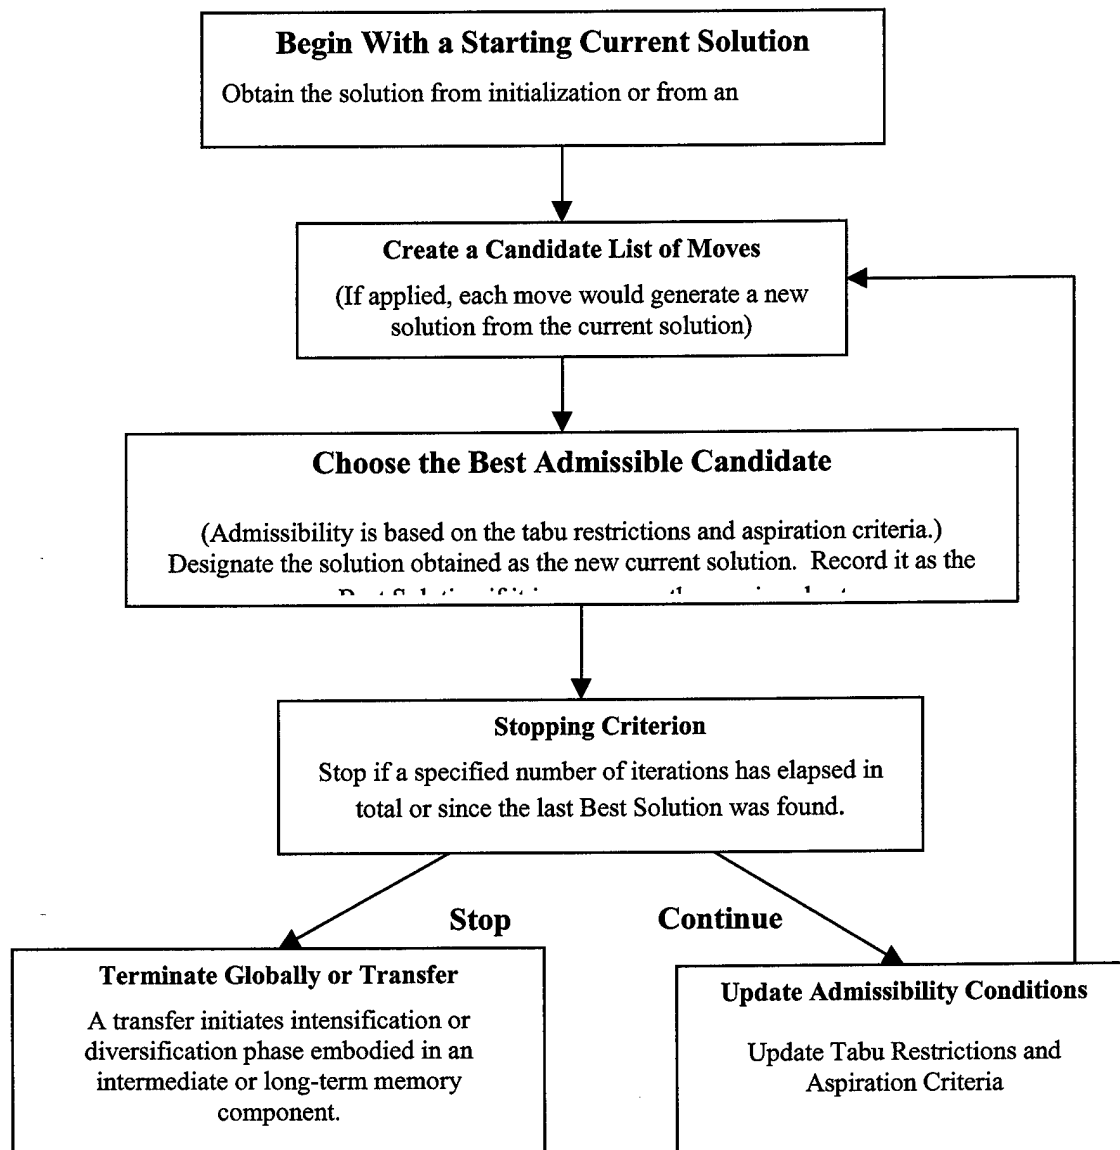 Begin With a Starting Current Solution
Obtain the solution from initialization or from an
Create a Candidate List of Moves
(If applied, each move would generate a new
solution from the current solution)
Choose the Best Admissible Candidate
(Admissibility is based on the tabu restrictions and aspiration criteria.)
Designate the solution obtained as the new current solution.  Record it as the
Stopping Criterion
Stop if a specified number of iterations has elapsed in
total or since the last Best Solution was found.
Stop
Continue
Terminate Globally or Transfer
A transfer initiates intensification or
diversification phase embodied in an
intermediate or long-term memory
component.
Update Admissibility Conditions
Update Tabu Restrictions and
Aspiration Criteria